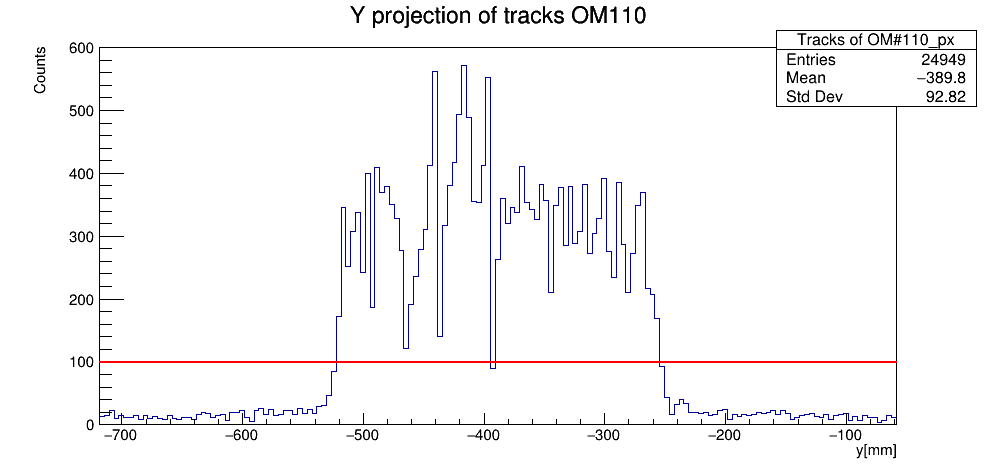 Y projection of tracks OM110
Tracks of OM#110_px
Entries 24949
Mean −389.8
Std Dev 92.82
Counts
600
500
400
300
200
100
0
−700 −600 −500 −400 −300 −200 −100
y[mm]